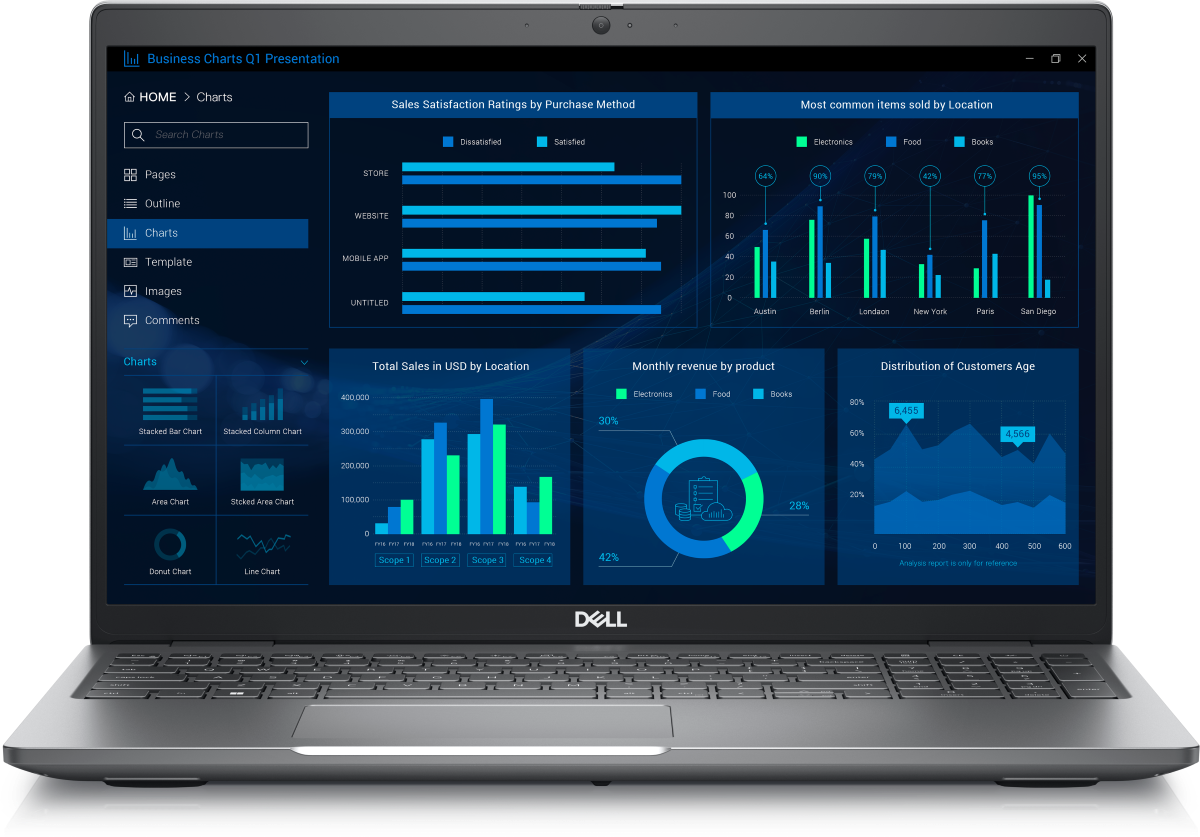 Business Charts Q1 Presentation
HOME > Charts
Search Charts
Pages
Outline
Charts
Template
Images
Comments
Charts
Stacked Bar Chart
Stacked Column Chart
Area Chart
Stcked Area Chart
Donut Chart
Line Chart
Sales Satisfaction Ratings by Purchase Method
Dissatisfied Satisfied
STORE
WEBSITE
MOBILE APP
UNTITLED
Most common items sold by Location
Electronics Food Books
64% 90% 79% 42% 77% 95%
100
80
60
40
20
0
Austin Berlin Londaon New York Paris San Diego
Total Sales in USD by Location
400,000
300,000
200,000
100,000
0
FY16 FY17 FY18 FY16 FY17 FY18 FY16 FY17 FY18 FY16 FY17 FY18
Scope 1 Scope 2 Scope 3 Scope 4
Monthly revenue by product
Electronics Food Books
30%
28%
42%
Distribution of Customers Age
80%
60%
40%
20%
6,455
4,566
0 100 200 300 400 500 600
Analysis report is only for reference
DELL